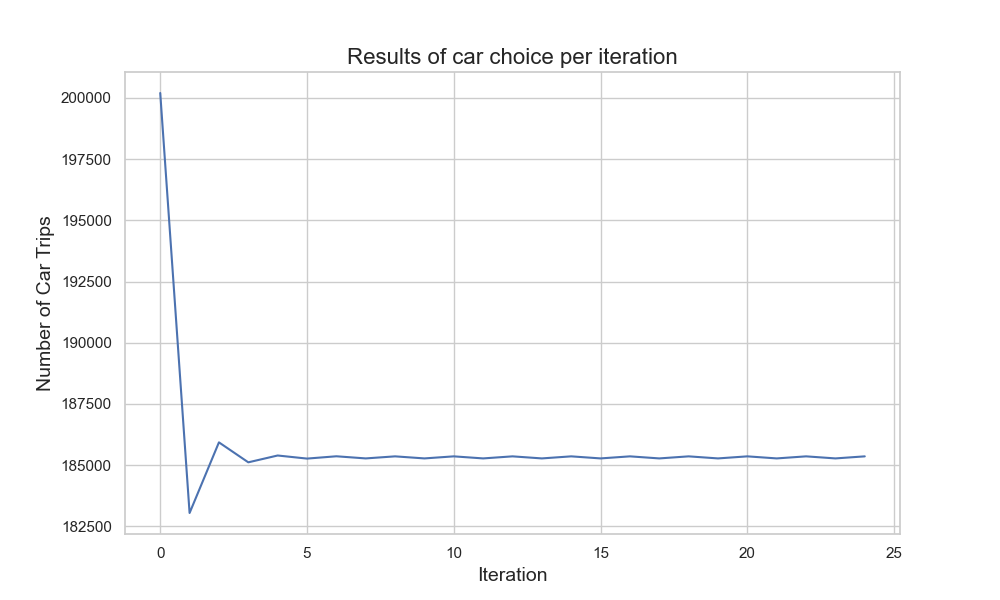 Results of car choice per iteration
200000
197500
195000
192500
190000
187500
185000
182500
Number of Car Trips
0 5 10 15 20 25
Iteration